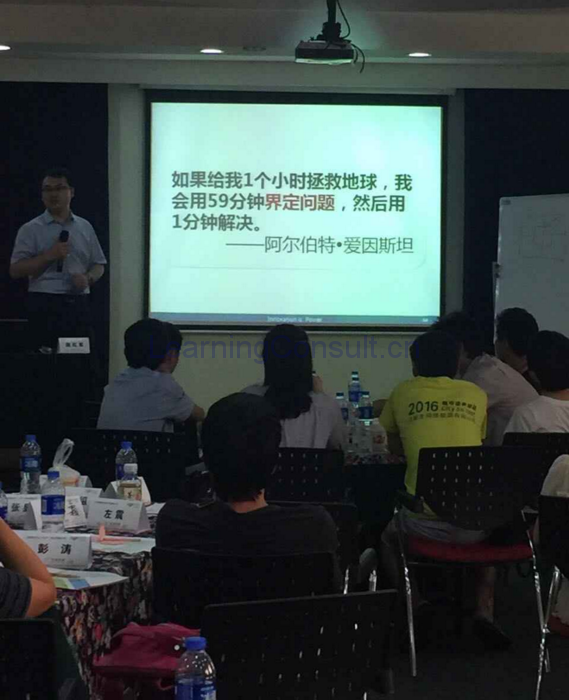 如果给我1个小时拯救地球，我
会用59分钟界定问题，然后用
1分钟解决。
——阿尔伯特•爱因斯坦
LearningConsult.cn
2016
左震
彭涛